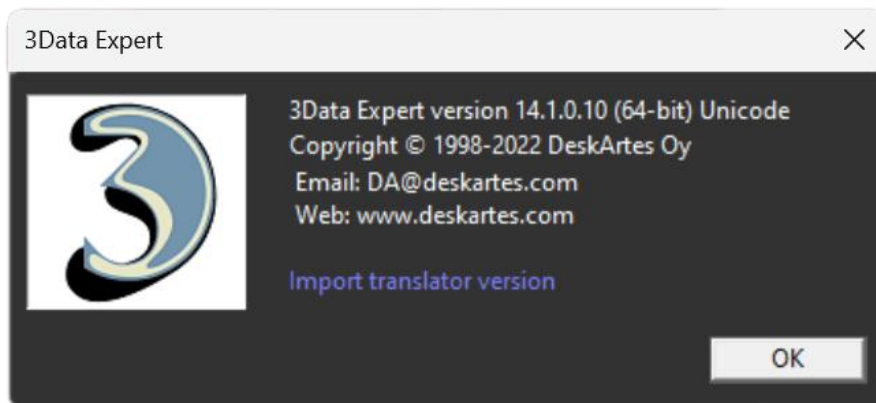 3Data Expert
3Data Expert version 14.1.0.10 (64-bit) Unicode
Copyright © 1998-2022 DeskArtes Oy
Email: DA@deskartes.com
Web: www.deskartes.com
Import translator version
OK
3